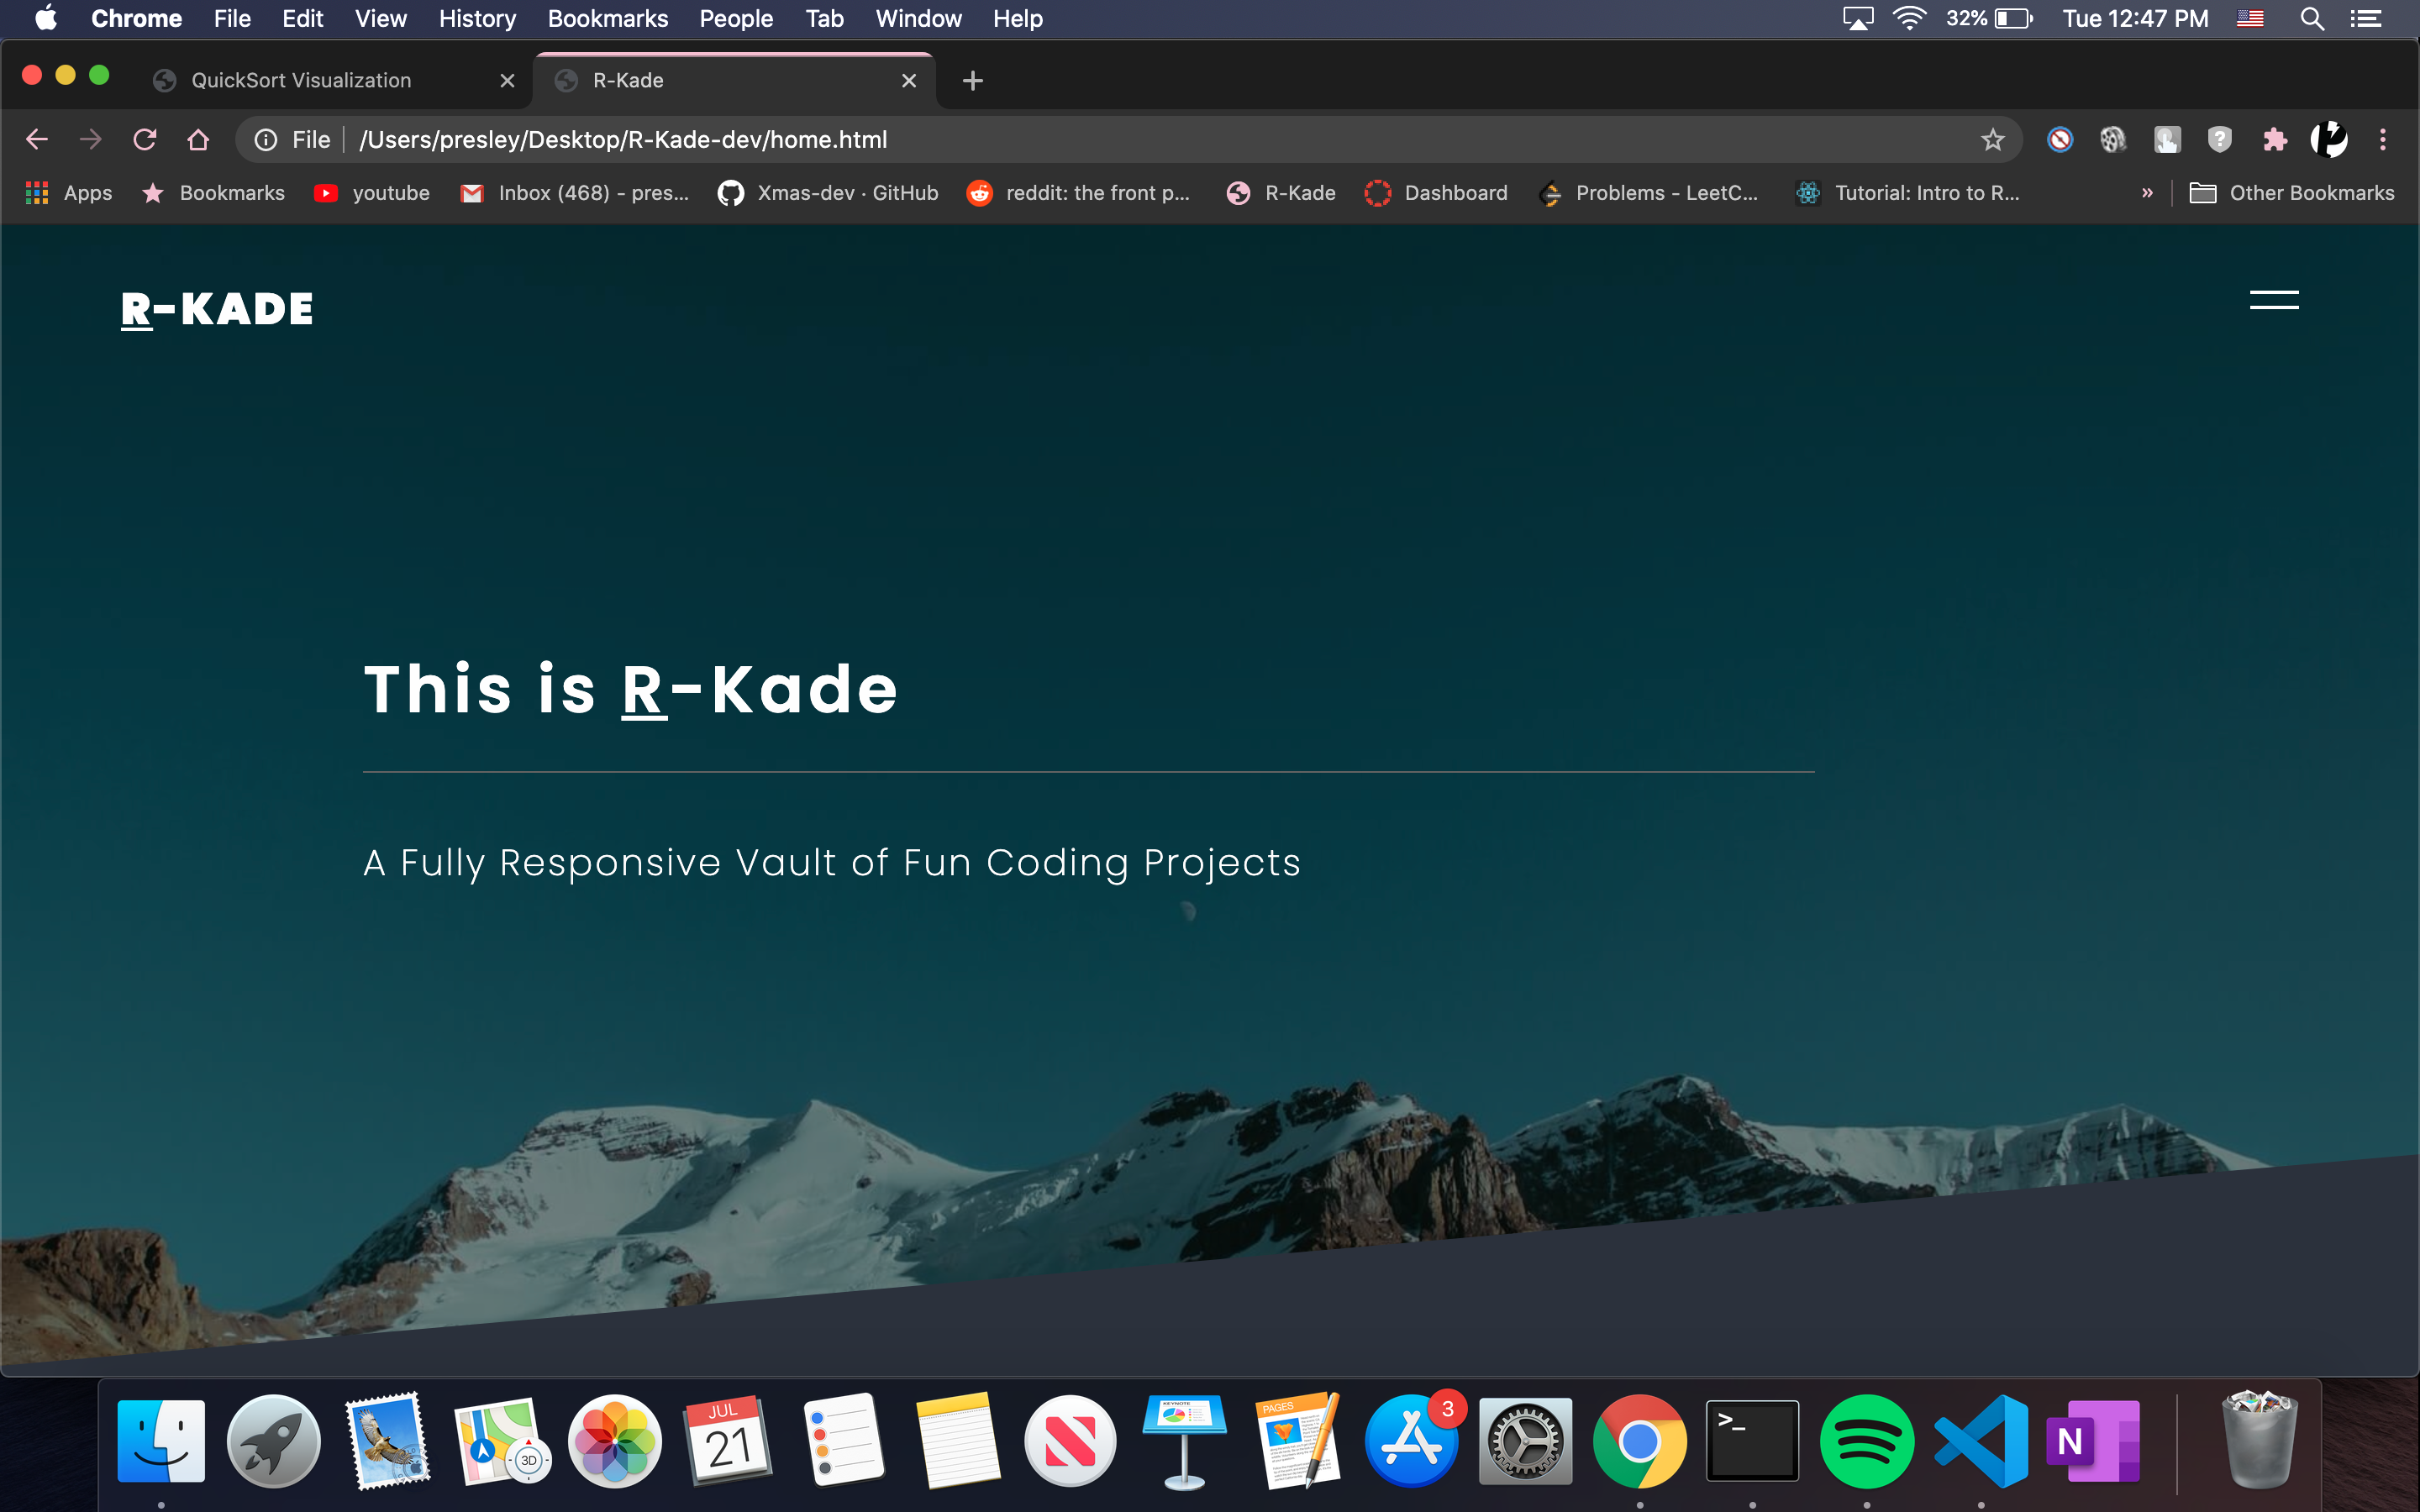 Chrome File Edit View History Bookmarks People Tab Window Help 32% Tue 12:47 PM
QuickSort Visualization R-Kade
File /Users/presley/Desktop/R-Kade-dev/home.html
Apps Bookmarks youtube Inbox (468) - pres... Xmas-dev · GitHub reddit: the front p... R-Kade Dashboard Problems - LeetC... Tutorial: Intro to R... » Other Bookmarks
R-KADE
This is R-Kade
A Fully Responsive Vault of Fun Coding Projects
JUL
21
3D
KEYNOTE
PAGES
3
>_
N